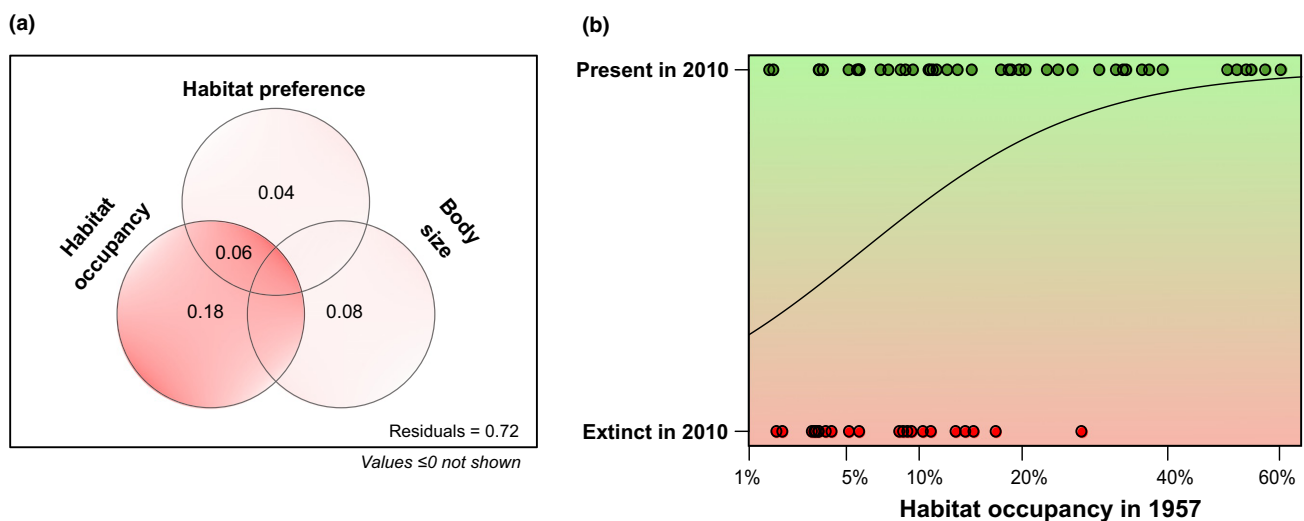 (a)
Habitat preference
Habitat
occupancy
Body
size
0.04
0.06
0.18
0.08
Residuals = 0.72
Values ≤0 not shown
(b)
Present in 2010
Extinct in 2010
1%
5%
10%
20%
40%
60%
Habitat occupancy in 1957